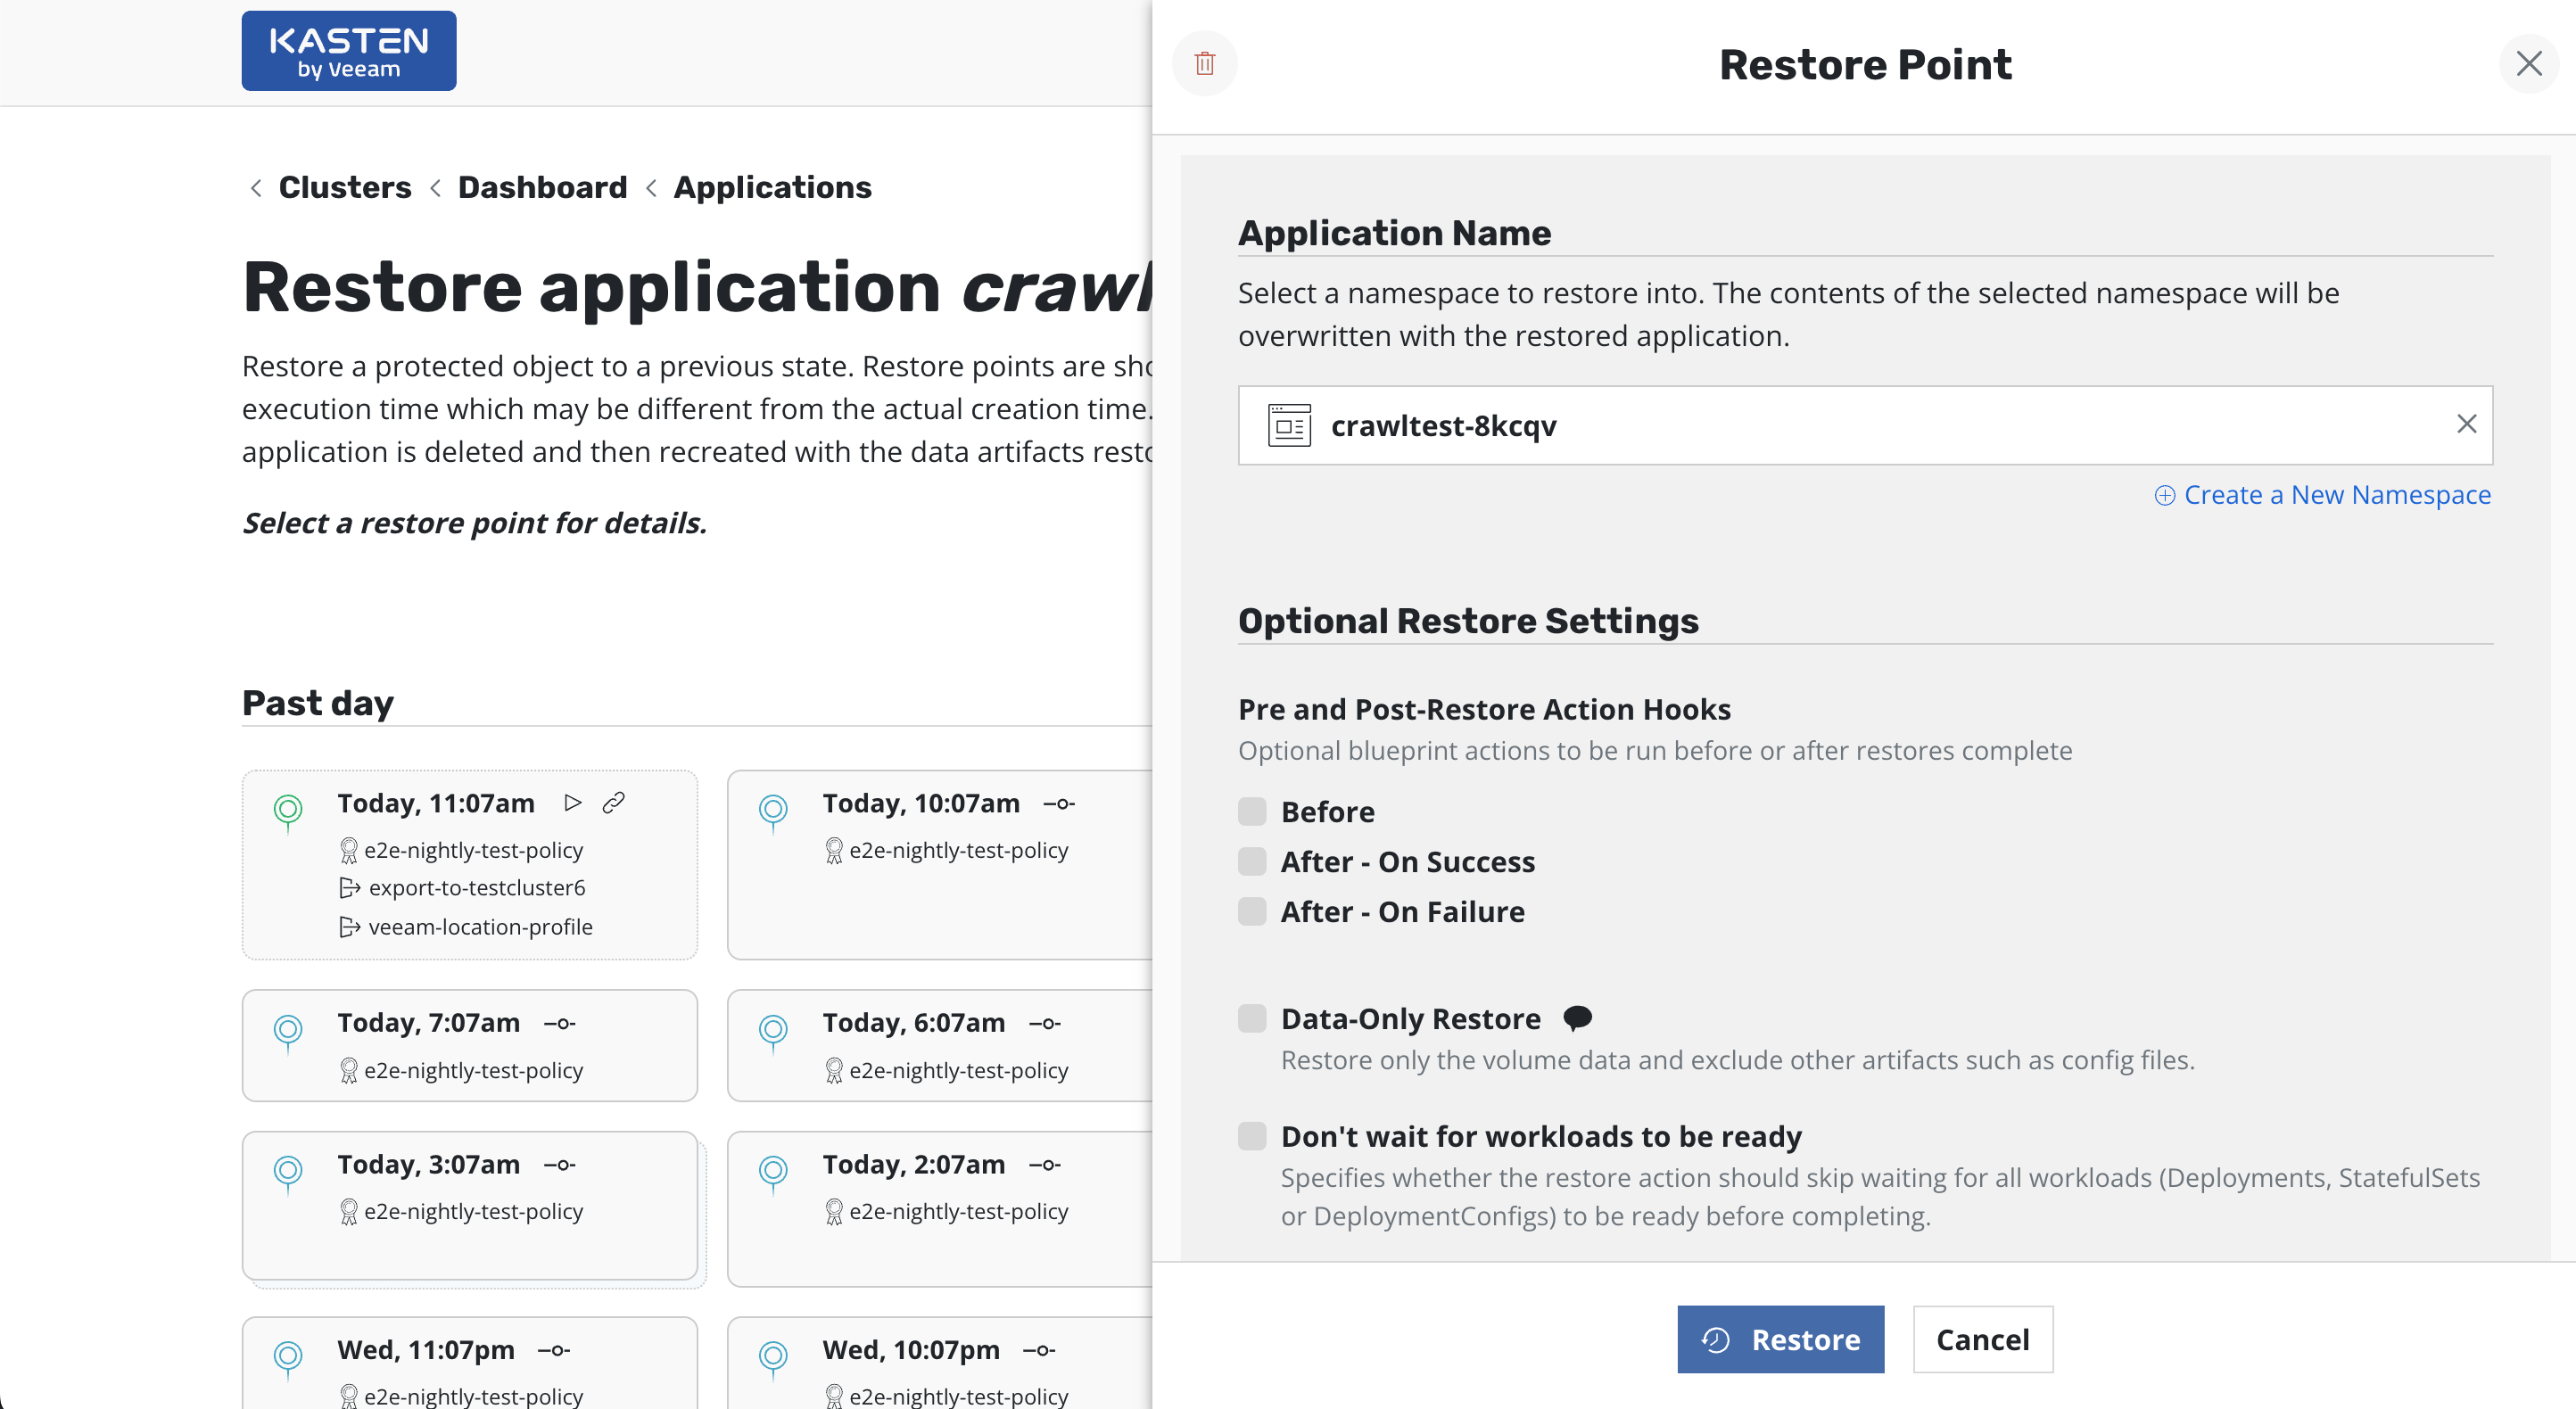 KASTEN
by Veeam
Clusters Dashboard Applications
Restore application crawl
Restore a protected object to a previous state. Restore points are
execution time which may be different from the actual creation time.
application is deleted and then recreated with the data artifacts
Select a restore point for details.
Past day
Today, 11:07am
e2e-nightly-test-policy
export-to-testcluster6
veeam-location-profile
Today, 10:07am
e2e-nightly-test-policy
Today, 7:07am
e2e-nightly-test-policy
Today, 6:07am
e2e-nightly-test-policy
Today, 3:07am
e2e-nightly-test-policy
Today, 2:07am
e2e-nightly-test-policy
Wed, 11:07pm
e2e-nightly-test-policy
Wed, 10:07pm
e2e-nightly-test-policy
Restore Point
Application Name
Select a namespace to restore into. The contents of the selected namespace will be
overwritten with the restored application.
crawltest-8kcqv
Create a New Namespace
Optional Restore Settings
Pre and Post-Restore Action Hooks
Optional blueprint actions to be run before or after restores complete
Before
After - On Success
After - On Failure
Data-Only Restore
Restore only the volume data and exclude other artifacts such as config files.
Don't wait for workloads to be ready
Specifies whether the restore action should skip waiting for all workloads (Deployments, StatefulSets
or DeploymentConfigs) to be ready before completing.
Restore
Cancel